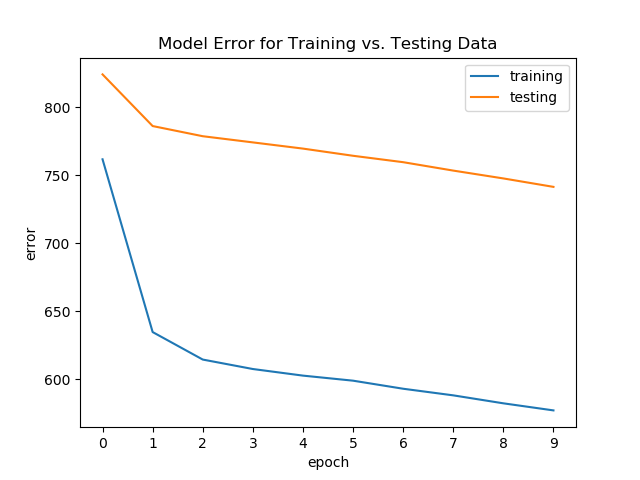 Model Error for Training vs. Testing Data
training
testing
800
750
700
650
600
error
0 1 2 3 4 5 6 7 8 9
epoch